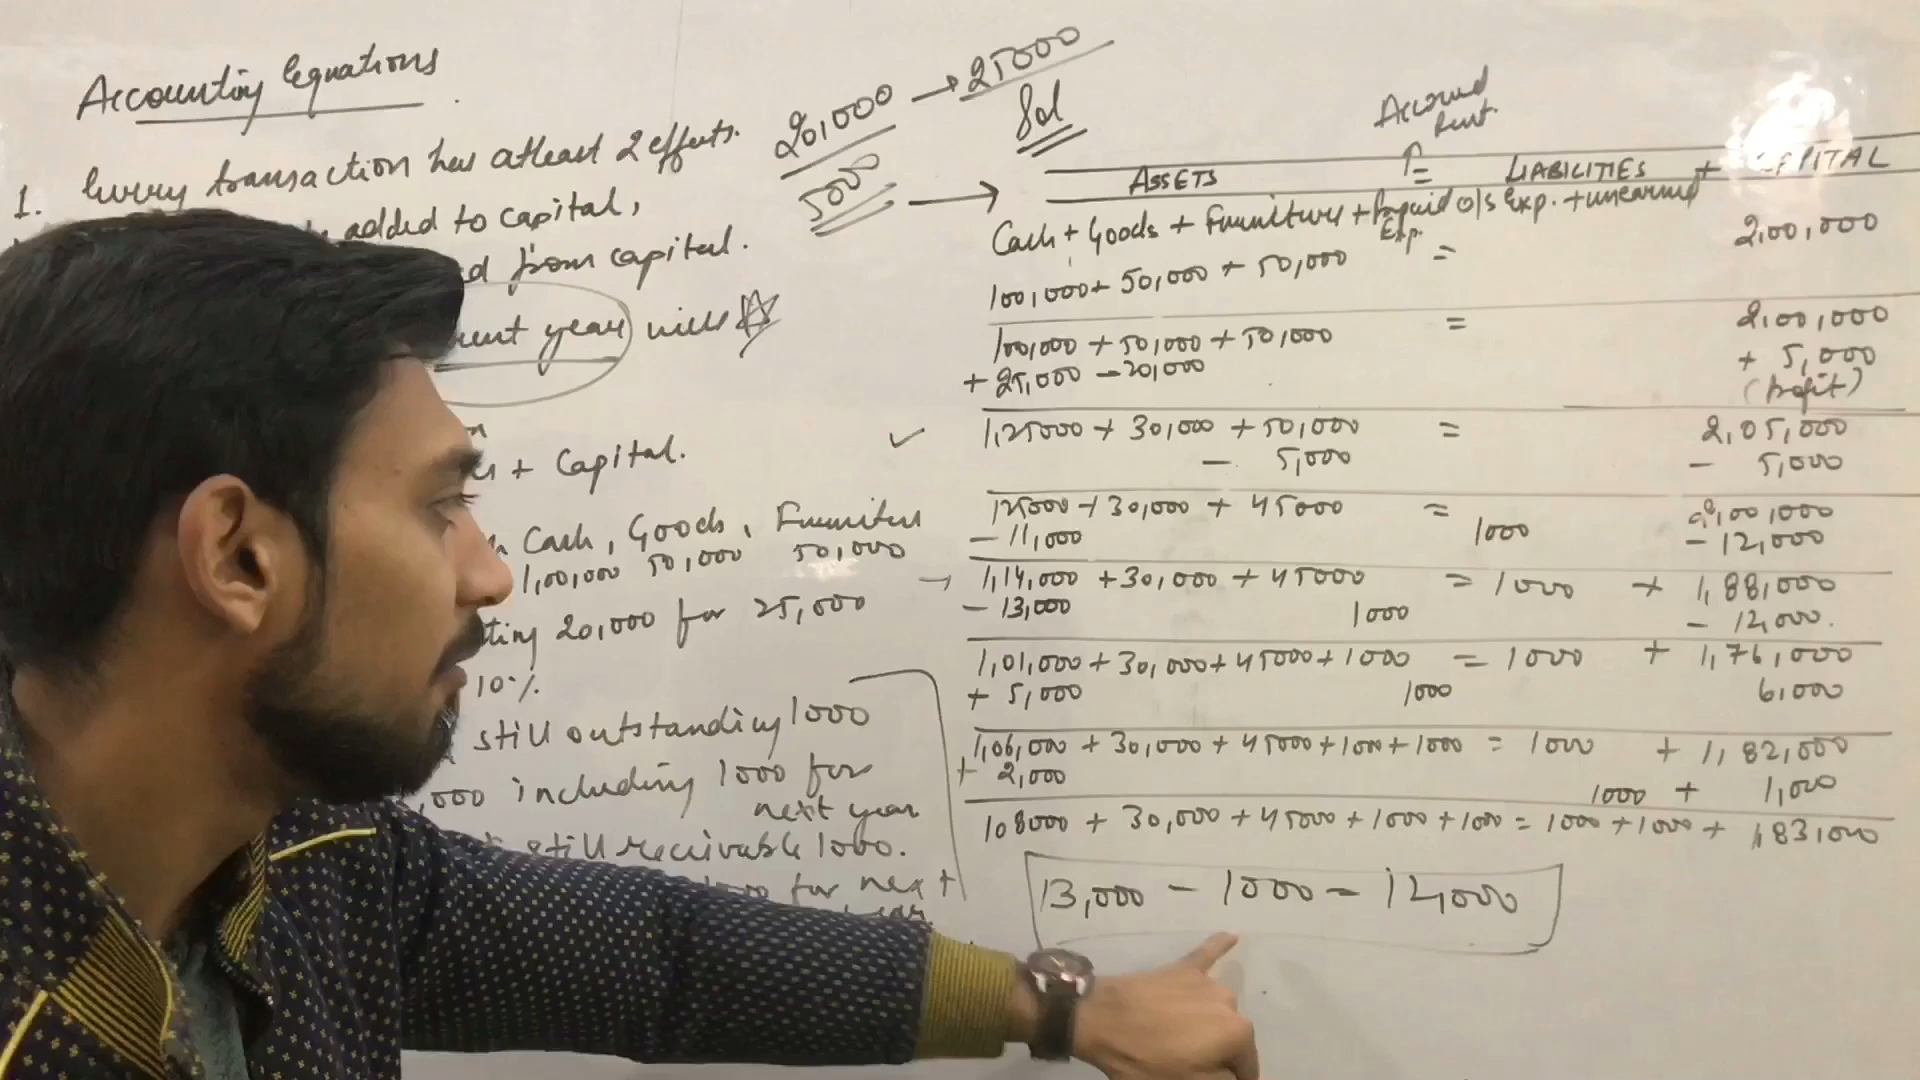 Accounting Equations
1. Every transaction has atleast 2 effects.
added to capital,
from capital.
year will
+ Capital.
Cash, Goods, Furniture
1,00,000 50,000 50,000
20,000 for 25,000
10%
still outstanding 1000
,000 including 1000 for
next year
still receivable 1000.
for next
year
20,000 → 25000
5000 →
Sol
Accrued
Rent.
ASSETS = LIABILITIES + CAPITAL
Cash + Goods + Furniture + Prepaid O/S Exp. + unearned
Exp.
100,000 + 50,000 + 50,000 = 2,00,000
100,000 + 50,000 + 50,000 = 2,00,000
+ 25,000 - 20,000 + 5,000
(Profit)
1,25000 + 30,000 + 50,000 = 2,05,000
- 5,000 - 5,000
125000 + 30,000 + 45000 = 2,00,000
- 11,000 1000 - 12,000
1,14,000 + 30,000 + 45000 = 1000 + 1,88,000
- 13,000 1000 - 12,000.
1,01,000 + 30,000 + 45000 + 1000 = 1000 + 1,76,000
+ 5,000 1000 6,000
1,06,000 + 30,000 + 45000 + 1000 + 1000 = 1000 + 1,82,000
+ 2,000 1000 + 1,000
108000 + 30,000 + 45000 + 1000 + 1000 = 1000 + 1000 + 1,83,000
13,000 - 1000 = 12,000